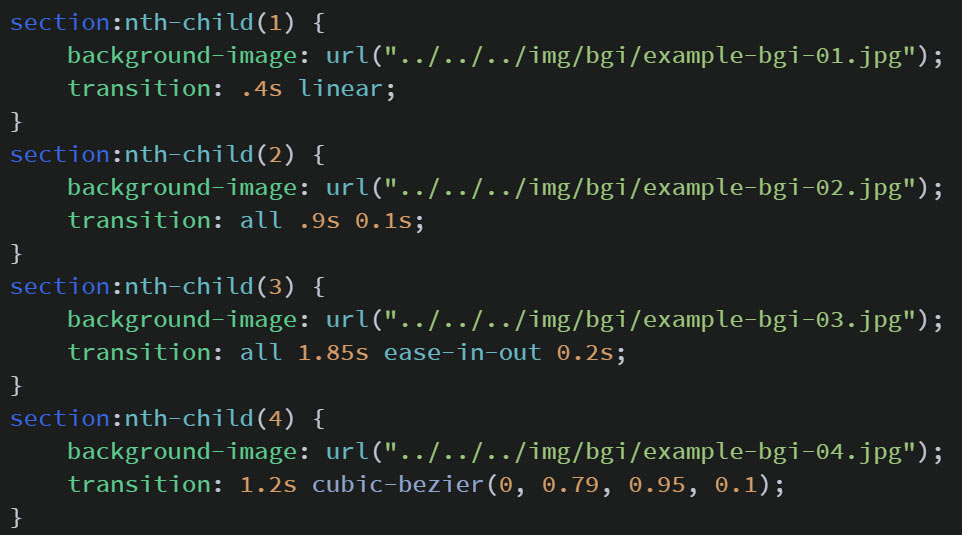 section:nth-child(1) {
    background-image: url("../../../img/bgi/example-bgi-01.jpg");
    transition: .4s linear;
}
section:nth-child(2) {
    background-image: url("../../../img/bgi/example-bgi-02.jpg");
    transition: all .9s 0.1s;
}
section:nth-child(3) {
    background-image: url("../../../img/bgi/example-bgi-03.jpg");
    transition: all 1.85s ease-in-out 0.2s;
}
section:nth-child(4) {
    background-image: url("../../../img/bgi/example-bgi-04.jpg");
    transition: 1.2s cubic-bezier(0, 0.79, 0.95, 0.1);
}